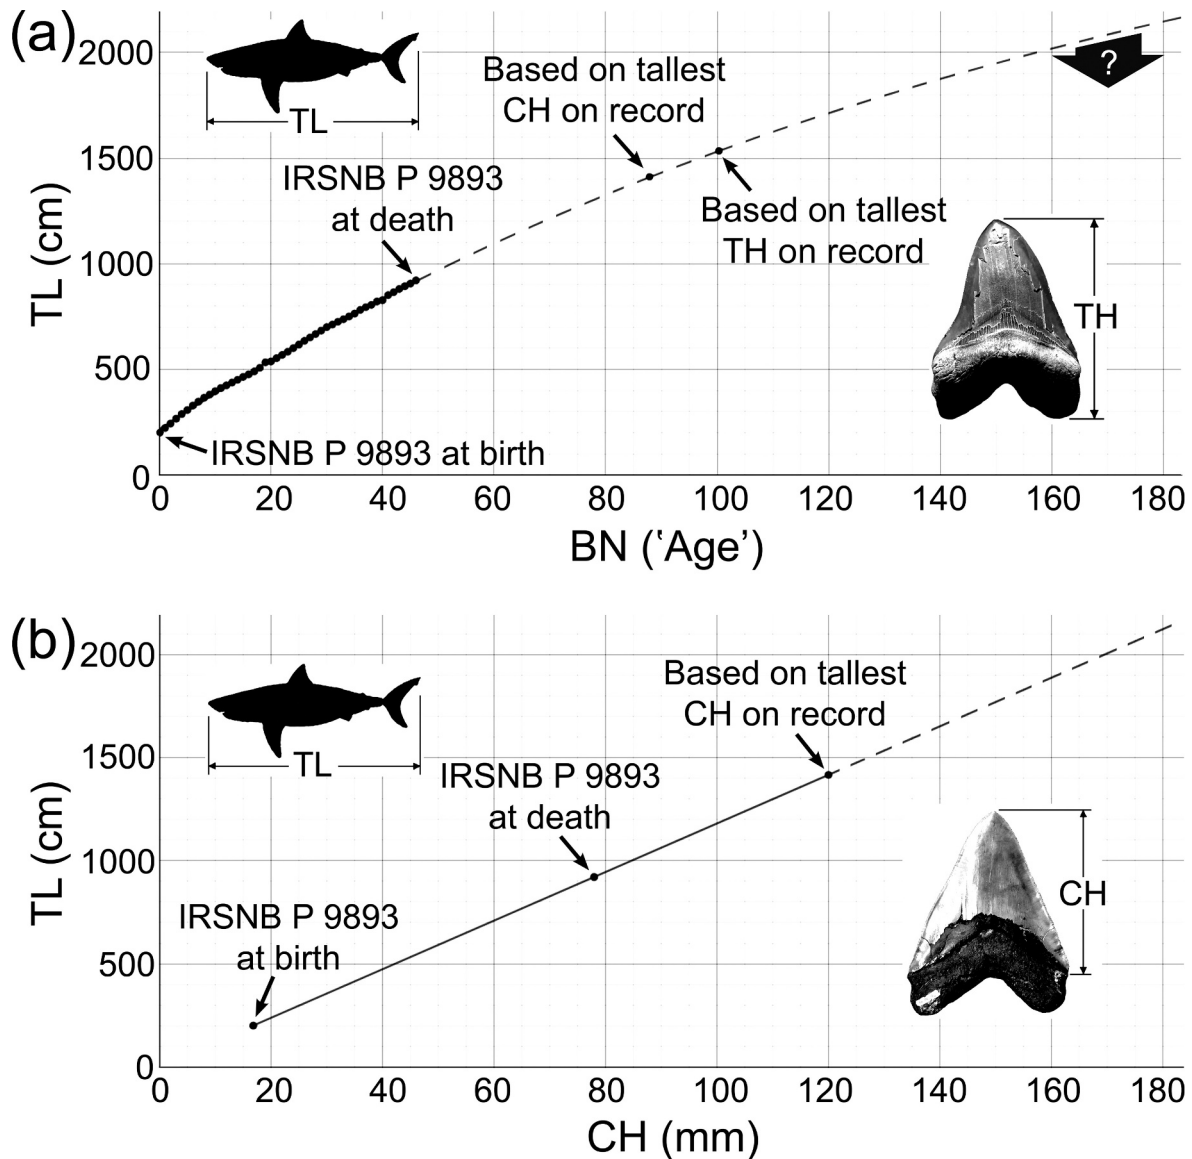 (a)
2000
1500
1000
500
0
TL (cm)
TL
Based on tallest
CH on record
?
IRSNB P 9893
at death
Based on tallest
TH on record
TH
IRSNB P 9893 at birth
0 20 40 60 80 100 120 140 160 180
BN (‘Age’)
(b)
2000
1500
1000
500
0
TL (cm)
TL
Based on tallest
CH on record
IRSNB P 9893
at death
CH
IRSNB P 9893
at birth
0 20 40 60 80 100 120 140 160 180
CH (mm)